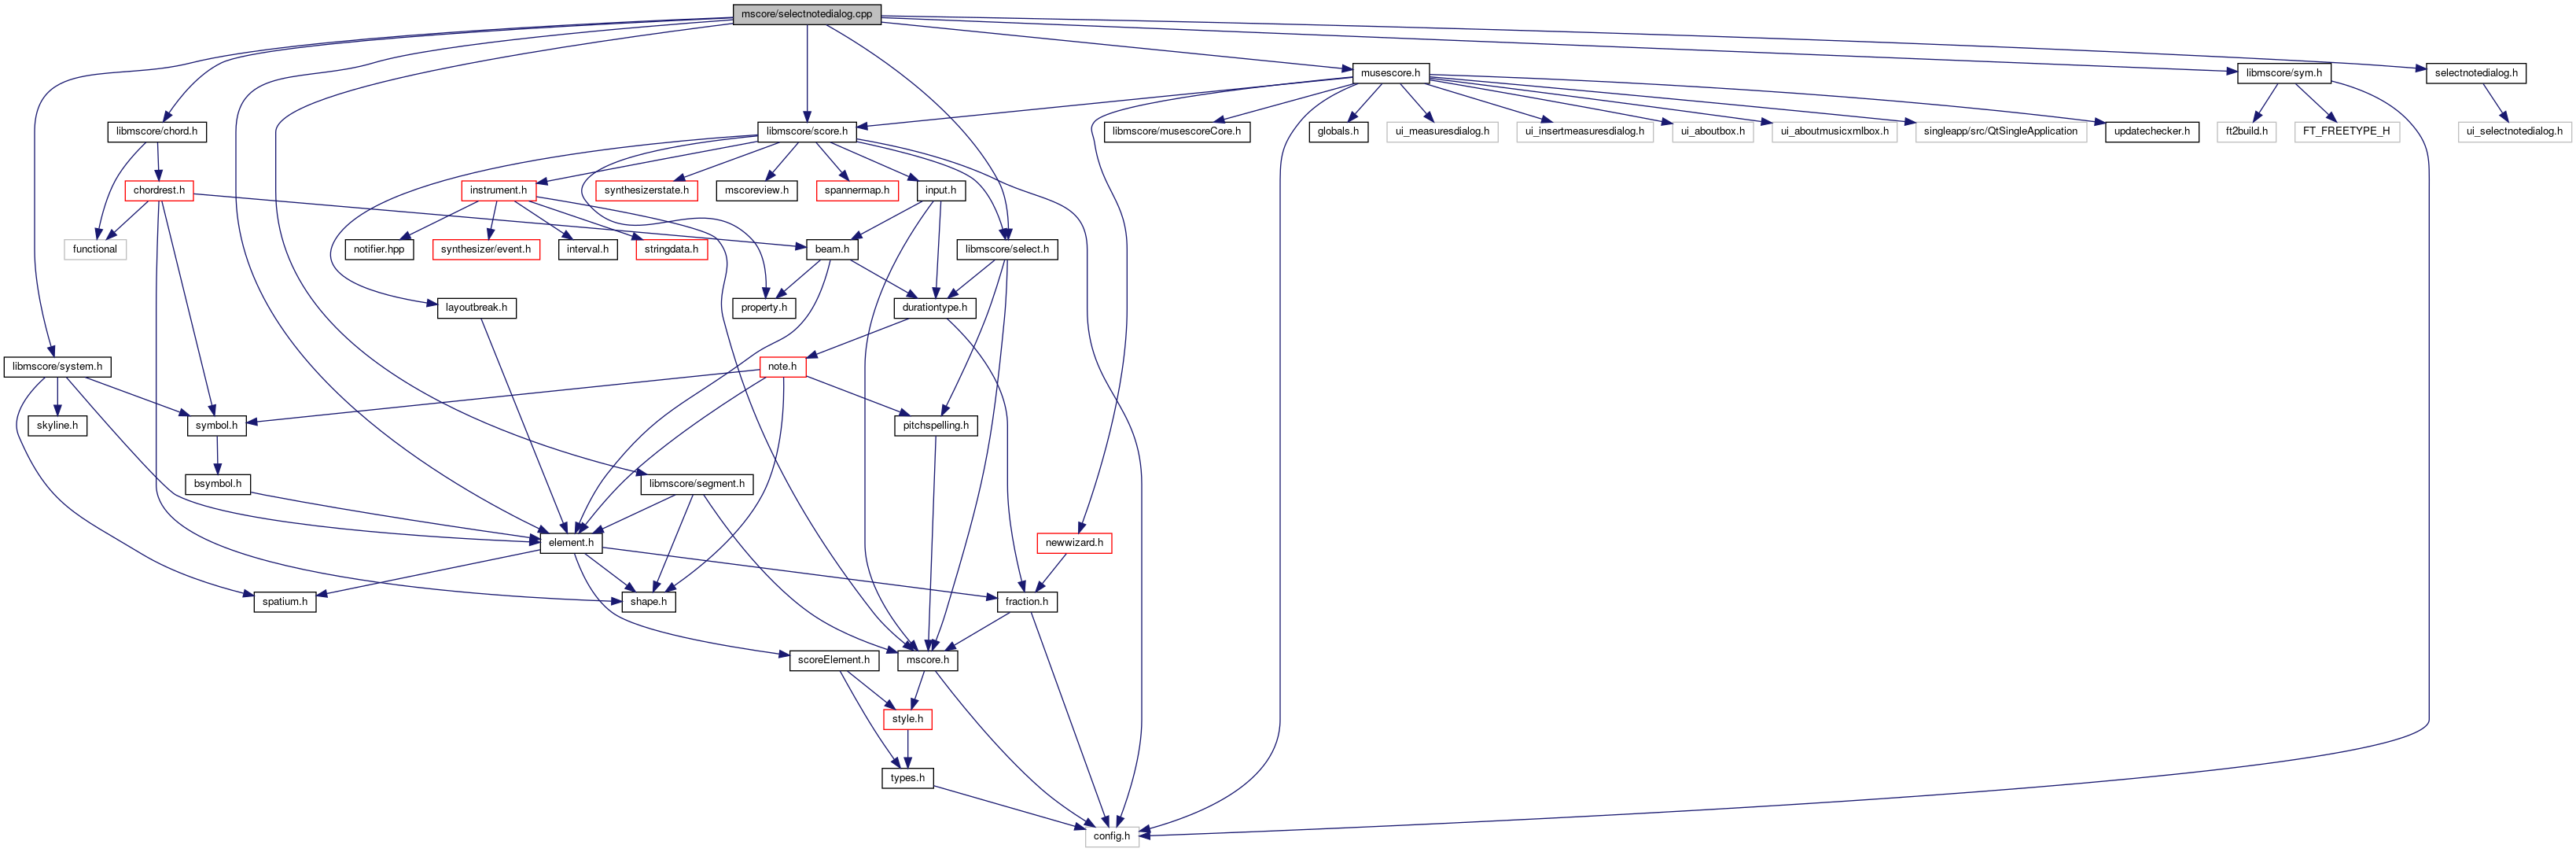 mscore/selectnotedialog.cpp
musescore.h
libmscore/sym.h
selectnotedialog.h
libmscore/chord.h
libmscore/score.h
libmscore/musescoreCore.h
globals.h
ui_measuresdialog.h
ui_insertmeasuresdialog.h
ui_aboutbox.h
ui_aboutmusicxmlbox.h
singleapp/src/QtSingleApplication
updatechecker.h
ft2build.h
FT_FREETYPE_H
ui_selectnotedialog.h
chordrest.h
instrument.h
synthesizerstate.h
mscoreview.h
spannermap.h
input.h
functional
notifier.hpp
synthesizer/event.h
interval.h
stringdata.h
beam.h
libmscore/select.h
layoutbreak.h
property.h
durationtype.h
libmscore/system.h
note.h
skyline.h
symbol.h
pitchspelling.h
bsymbol.h
libmscore/segment.h
element.h
newwizard.h
spatium.h
shape.h
fraction.h
scoreElement.h
mscore.h
style.h
types.h
config.h